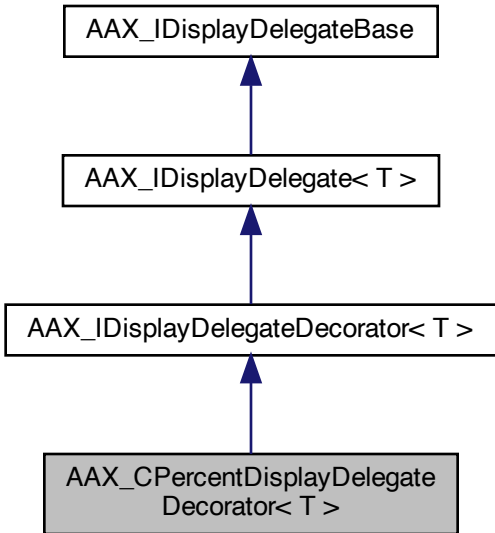 AAX_IDisplayDelegateBase
AAX_IDisplayDelegate< T >
AAX_IDisplayDelegateDecorator< T >
AAX_CPercentDisplayDelegate
Decorator< T >